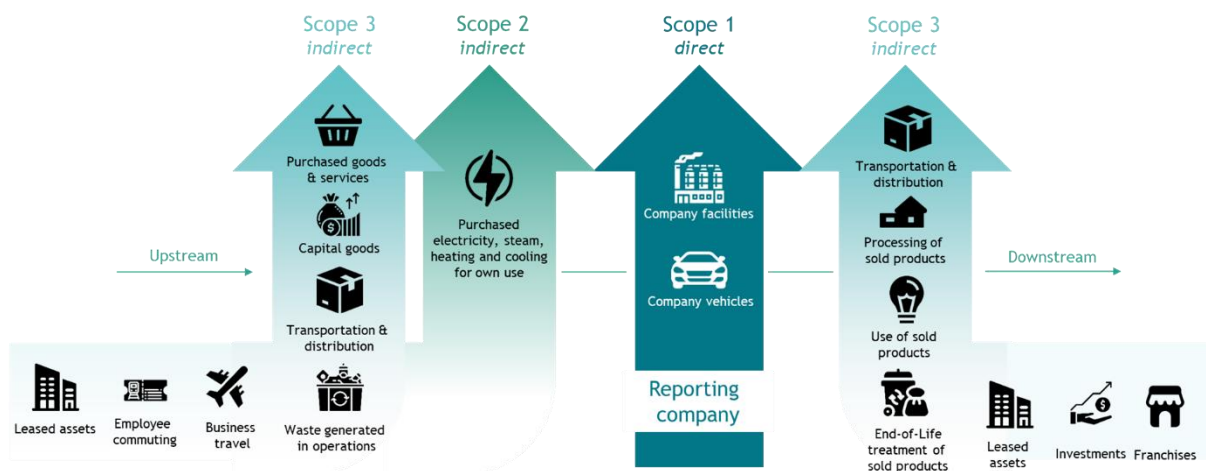 Scope 3
indirect
Scope 2
indirect
Scope 1
direct
Scope 3
indirect
Upstream
Purchased goods
& services
Capital goods
Transportation &
distribution
Waste generated
in operations
Leased assets
Employee
commuting
Business
travel
Purchased
electricity, steam,
heating and cooling
for own use
Company facilities
Company vehicles
Reporting
company
Transportation &
distribution
Processing of
sold products
Use of sold
products
End-of-Life
treatment of
sold products
Leased
assets
Investments
Franchises
Downstream